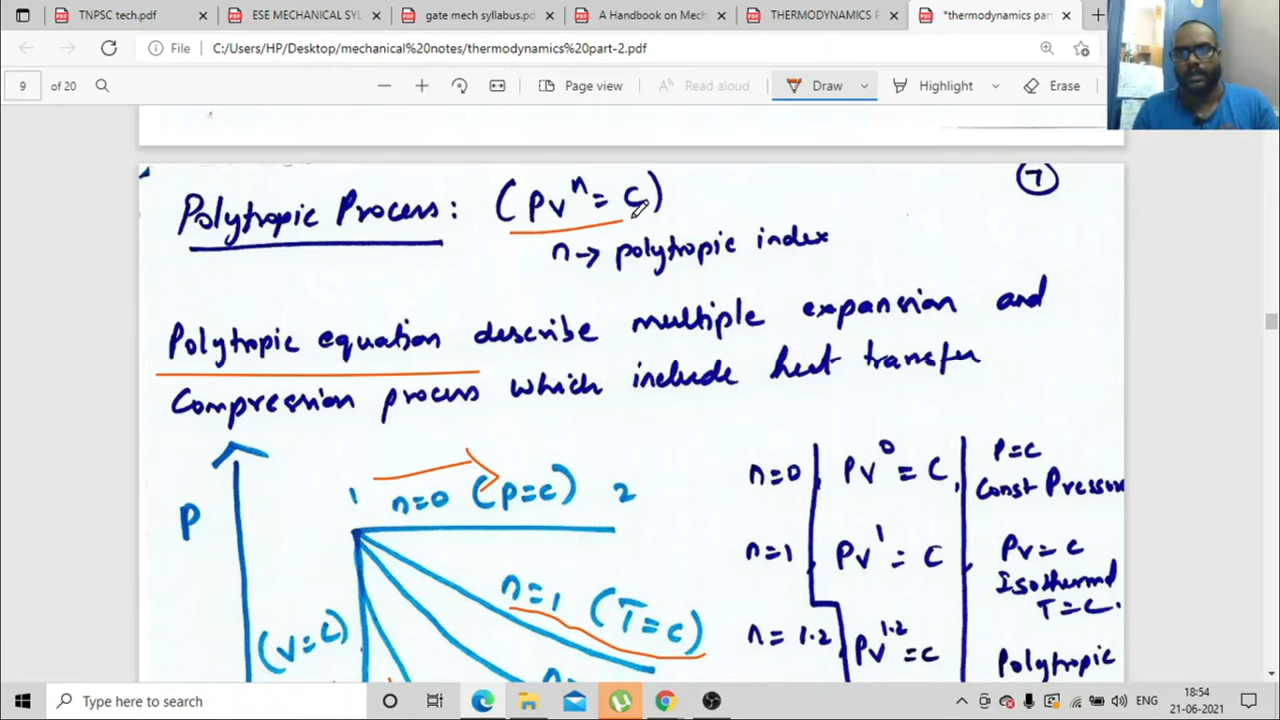 TNPSC tech.pdf
ESE MECHANICAL SYL
gate mech syllabus.pd
A Handbook on Mech
THERMODYNAMICS P
*thermodynamics par
File
C:/Users/HP/Desktop/mechanical%20notes/thermodynamics%20part-2.pdf
9 of 20
Page view
Read aloud
Draw
Highlight
Erase
7
Polytropic Process: (Pv^n = C)
n → polytropic index
Polytropic equation describe multiple expansion and
Compression process which include heat transfer
P
1 n=0 (p=c) 2
n=1 (T=c)
(v=c)
n=0 Pv^0 = C, P=C
Const Pressure
n=1 Pv^1 = C Pv=c
Isothermal
T=C.
n=1.2 Pv^1.2 = C Polytropic
Type here to search
ENG
18:54
21-06-2021